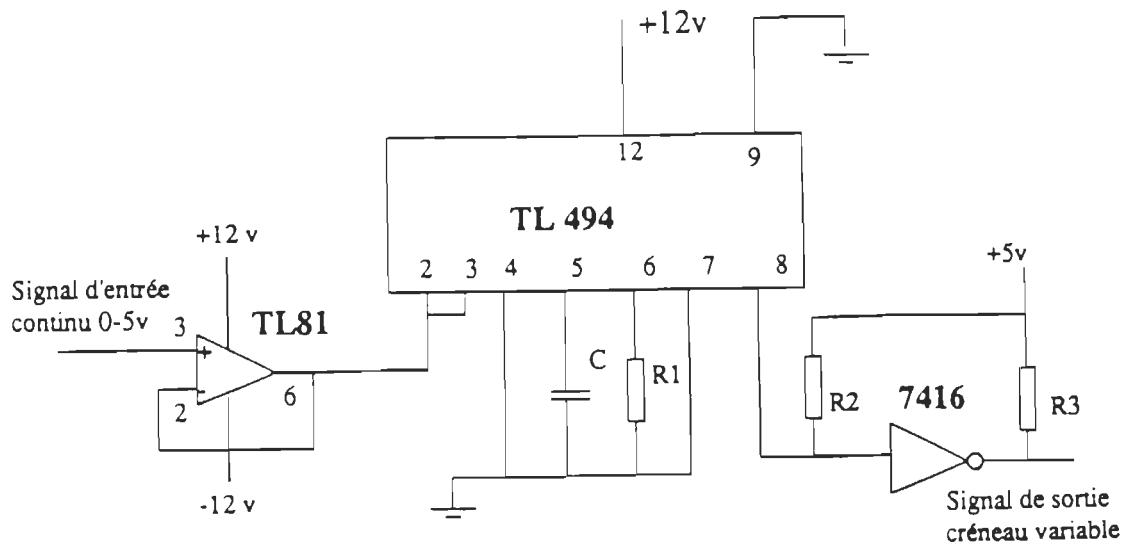 +12v
12
9
TL 494
2 3 4 5 6 7 8
+12 v
+5v
Signal d'entrée
continu 0-5v
3
TL81
+
-
2
6
-12 v
C
R1
R2
7416
R3
Signal de sortie
créneau variable